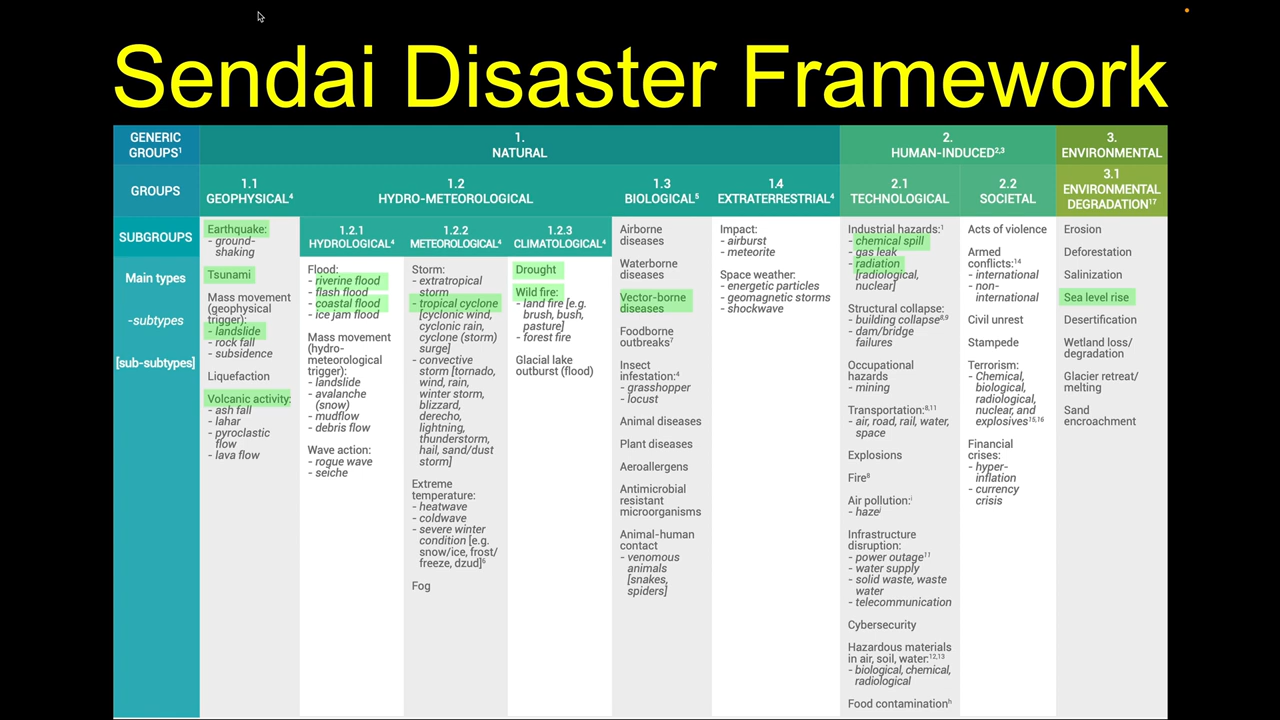 Sendai Disaster Framework
GENERIC
GROUPS¹
1.
NATURAL
2.
HUMAN-INDUCED²,³
3.
ENVIRONMENTAL
GROUPS
1.1
GEOPHYSICAL⁴
1.2
HYDRO-METEOROLOGICAL
1.3
BIOLOGICAL⁵
1.4
EXTRATERRESTRIAL⁴
2.1
TECHNOLOGICAL
2.2
SOCIETAL
3.1
ENVIRONMENTAL
DEGRADATION¹⁷
SUBGROUPS
Main types
-subtypes
[sub-subtypes]
Earthquake:
- ground-
shaking
Tsunami
Mass movement
(geophysical
trigger):
- landslide
- rock fall
- subsidence
Liquefaction
Volcanic activity:
- ash fall
- lahar
- pyroclastic
flow
- lava flow
1.2.1
HYDROLOGICAL⁴
Flood:
- riverine flood
- flash flood
- coastal flood
- ice jam flood
Mass movement
(hydro-
meteorological
trigger):
- landslide
- avalanche
(snow)
- mudflow
- debris flow
Wave action:
- rogue wave
- seiche
1.2.2
METEOROLOGICAL⁴
Storm:
- extratropical
storm
- tropical cyclone
[cyclonic wind,
cyclonic rain,
cyclone (storm)
surge]
- convective
storm [tornado,
wind, rain,
winter storm,
blizzard,
derecho,
lightning,
thunderstorm,
hail, sand/dust
storm]
Extreme
temperature:
- heatwave
- coldwave
- severe winter
condition [e.g.
snow/ice, frost/
freeze, dzud]⁶
Fog
1.2.3
CLIMATOLOGICAL⁴
Drought
Wild fire:
- land fire [e.g.
brush, bush,
pasture]
- forest fire
Glacial lake
outburst (flood)
Airborne
diseases
Waterborne
diseases
Vector-borne
diseases
Foodborne
outbreaks⁷
Insect
infestation:⁴
- grasshopper
- locust
Animal diseases
Plant diseases
Aeroallergens
Antimicrobial
resistant
microorganisms
Animal-human
contact
- venomous
animals
[snakes,
spiders]
Impact:
- airburst
- meteorite
Space weather:
- energetic particles
- geomagnetic storms
- shockwave
Industrial hazards:¹
- chemical spill
- gas leak
- radiation
[radiological,
nuclear]
Structural collapse:
- building collapse⁸,⁹
- dam/bridge
failures
Occupational
hazards
- mining
Transportation:⁸,¹¹
- air, road, rail, water,
space
Explosions
Fire⁸
Air pollution:ⁱ
- hazeʲ
Infrastructure
disruption:
- power outage¹¹
- water supply
- solid waste, waste
water
- telecommunication
Cybersecurity
Hazardous materials
in air, soil, water:¹²,¹³
- biological, chemical,
radiological
Food contaminationʰ
Acts of violence
Armed
conflicts:¹⁴
- international
- non-
international
Civil unrest
Stampede
Terrorism:
- Chemical,
biological,
radiological,
nuclear, and
explosives¹⁵,¹⁶
Financial
crises:
- hyper-
inflation
- currency
crisis
Erosion
Deforestation
Salinization
Sea level rise
Desertification
Wetland loss/
degradation
Glacier retreat/
melting
Sand
encroachment